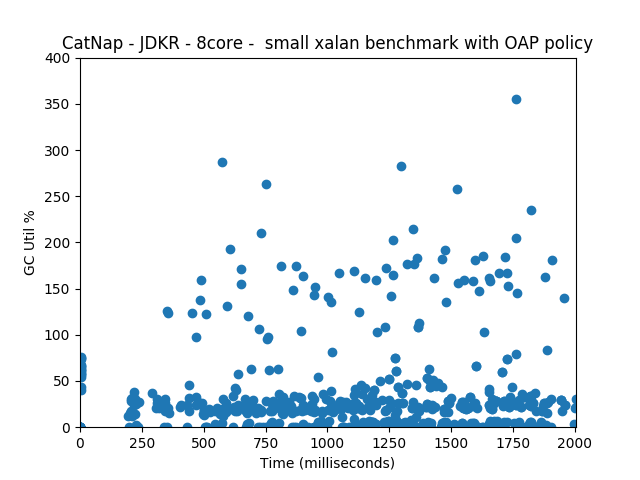 CatNap - JDKR - 8core -  small xalan benchmark with OAP policy
400
350
300
250
200
150
100
50
0
GC Util %
0 250 500 750 1000 1250 1500 1750 2000
Time (milliseconds)